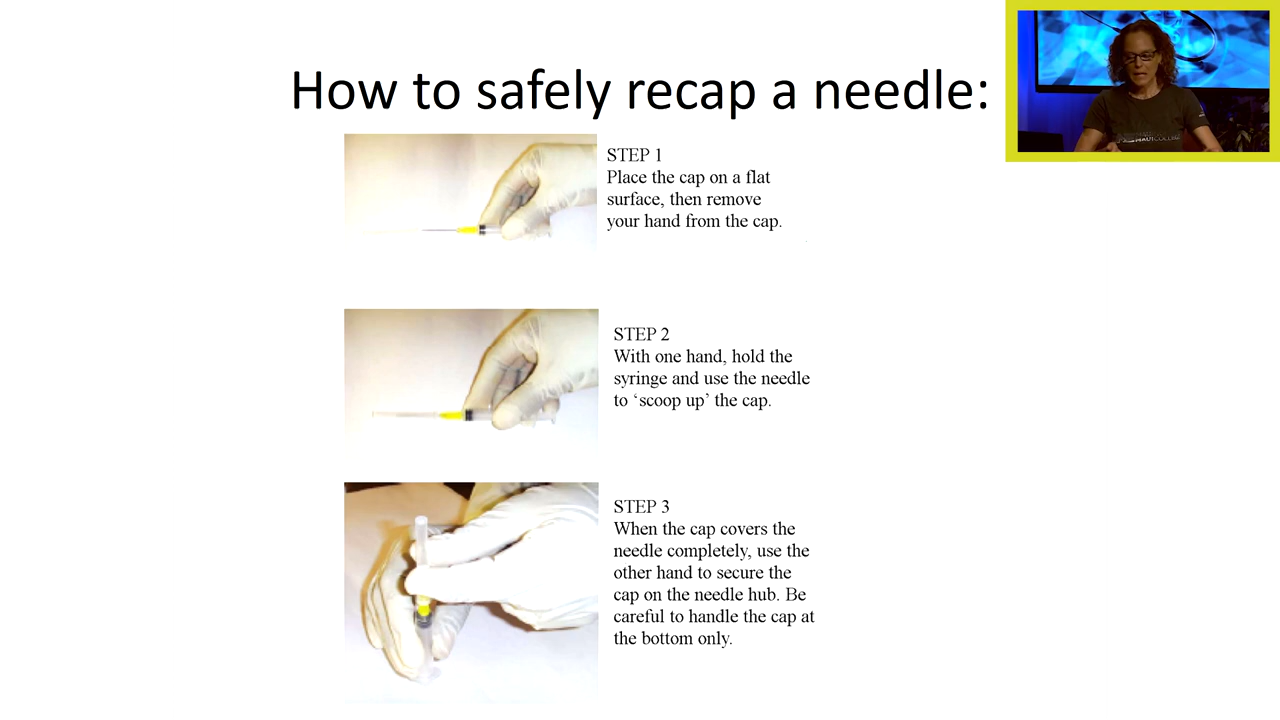 How to safely recap a needle:
STEP 1
Place the cap on a flat
surface, then remove
your hand from the cap.
STEP 2
With one hand, hold the
syringe and use the needle
to ‘scoop up’ the cap.
STEP 3
When the cap covers the
needle completely, use the
other hand to secure the
cap on the needle hub. Be
careful to handle the cap at
the bottom only.